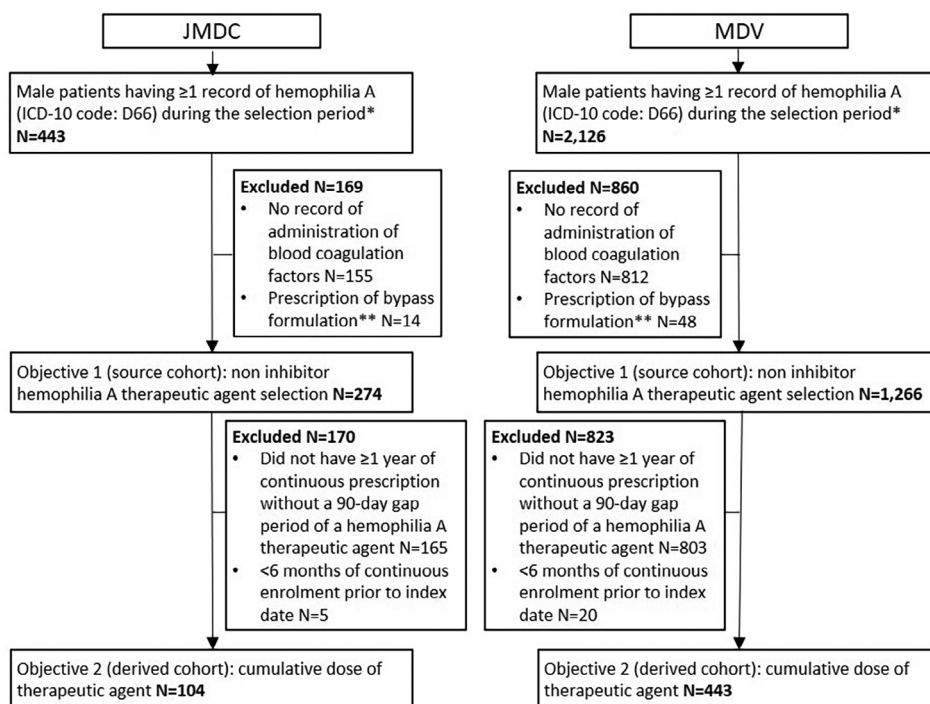 JMDC
Male patients having ≥1 record of hemophilia A
(ICD-10 code: D66) during the selection period*
N=443
Excluded N=169
• No record of
administration of
blood coagulation
factors N=155
• Prescription of bypass
formulation** N=14
Objective 1 (source cohort): non inhibitor
hemophilia A therapeutic agent selection N=274
Excluded N=170
• Did not have ≥1 year of
continuous prescription
without a 90-day gap
period of a hemophilia A
therapeutic agent N=165
• <6 months of continuous
enrolment prior to index
date N=5
Objective 2 (derived cohort): cumulative dose of
therapeutic agent N=104
MDV
Male patients having ≥1 record of hemophilia A
(ICD-10 code: D66) during the selection period*
N=2,126
Excluded N=860
• No record of
administration of
blood coagulation
factors N=812
• Prescription of bypass
formulation** N=48
Objective 1 (source cohort): non inhibitor
hemophilia A therapeutic agent selection N=1,266
Excluded N=823
• Did not have ≥1 year of
continuous prescription
without a 90-day gap
period of a hemophilia A
therapeutic agent N=803
• <6 months of continuous
enrolment prior to index
date N=20
Objective 2 (derived cohort): cumulative dose of
therapeutic agent N=443